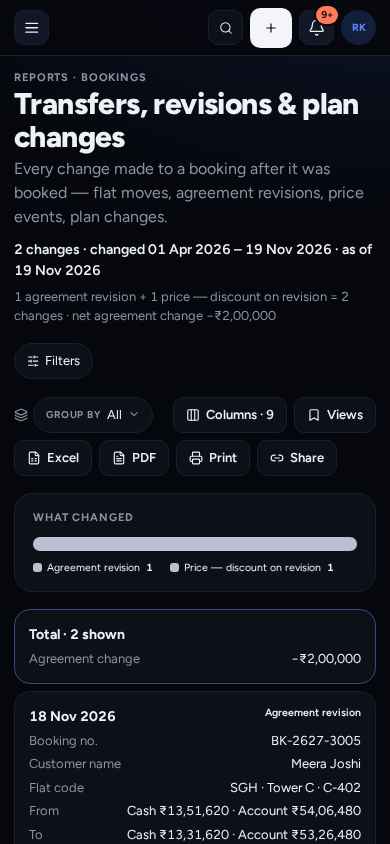 9+
RK
REPORTS · BOOKINGS
Transfers, revisions & plan
changes
Every change made to a booking after it was
booked — flat moves, agreement revisions, price
events, plan changes.
2 changes · changed 01 Apr 2026 – 19 Nov 2026 · as of
19 Nov 2026
1 agreement revision + 1 price — discount on revision = 2
changes · net agreement change −₹2,00,000
Filters
GROUP BY All
Columns · 9
Views
Excel
PDF
Print
Share
WHAT CHANGED
Agreement revision 1
Price — discount on revision 1
Total · 2 shown
Agreement change −₹2,00,000
18 Nov 2026 Agreement revision
Booking no. BK-2627-3005
Customer name Meera Joshi
Flat code SGH · Tower C · C-402
From Cash ₹13,51,620 · Account ₹54,06,480
To Cash ₹13,31,620 · Account ₹53,26,480